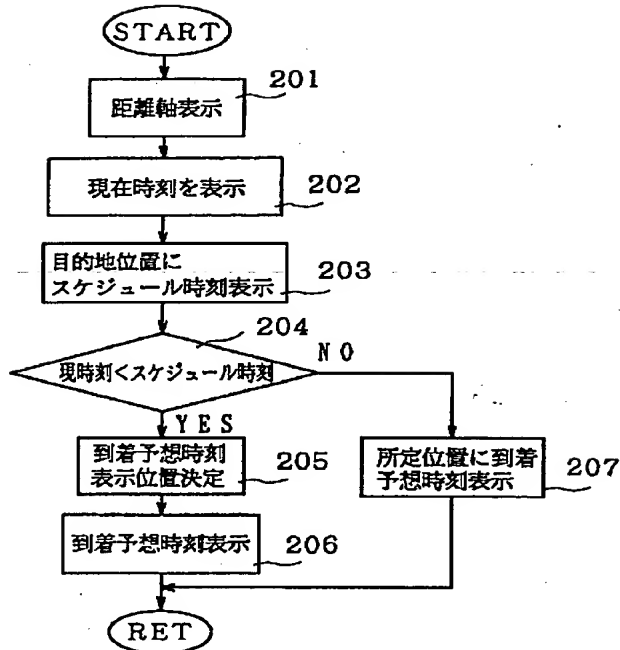 START
201
距離軸表示
現在時刻を表示
202
目的地位置に
スケジュール時刻表示
203
204
現時刻<スケジュール時刻
NO
YES
到着予想時刻
表示位置決定
205
所定位置に到着
予想時刻表示
207
到着予想時刻表示
206
RET